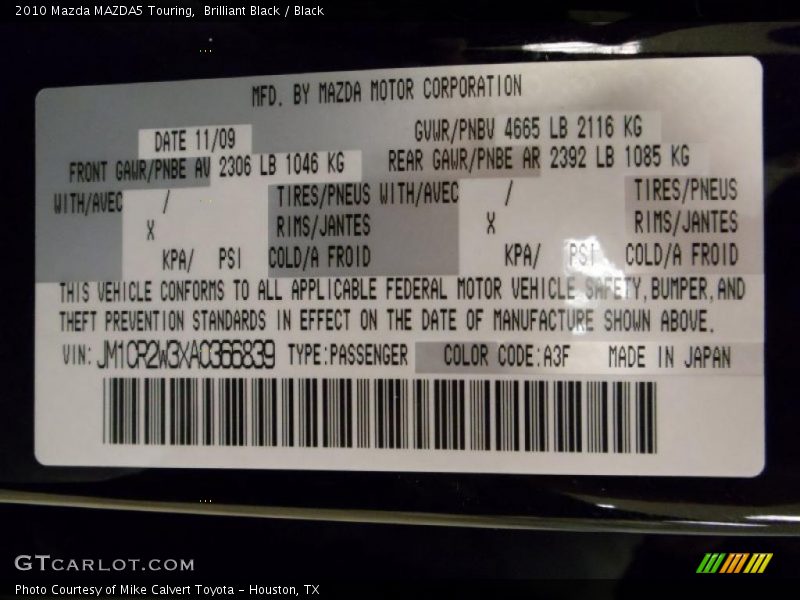 2010 Mazda MAZDA5 Touring,  Brilliant Black / Black
MFD. BY MAZDA MOTOR CORPORATION
DATE 11/09 GVWR/PNBV 4665 LB 2116 KG
FRONT GAWR/PNBE AV 2306 LB 1046 KG REAR GAWR/PNBE AR 2392 LB 1085 KG
WITH/AVEC / TIRES/PNEUS WITH/AVEC / TIRES/PNEUS
X RIMS/JANTES X RIMS/JANTES
KPA/ PSI COLD/A FROID KPA/ PSI COLD/A FROID
THIS VEHICLE CONFORMS TO ALL APPLICABLE FEDERAL MOTOR VEHICLE SAFETY, BUMPER, AND
THEFT PREVENTION STANDARDS IN EFFECT ON THE DATE OF MANUFACTURE SHOWN ABOVE.
VIN: JM1CR2W3XA0366839 TYPE:PASSENGER COLOR CODE:A3F MADE IN JAPAN
GTCARLOT.COM
Photo Courtesy of Mike Calvert Toyota - Houston, TX